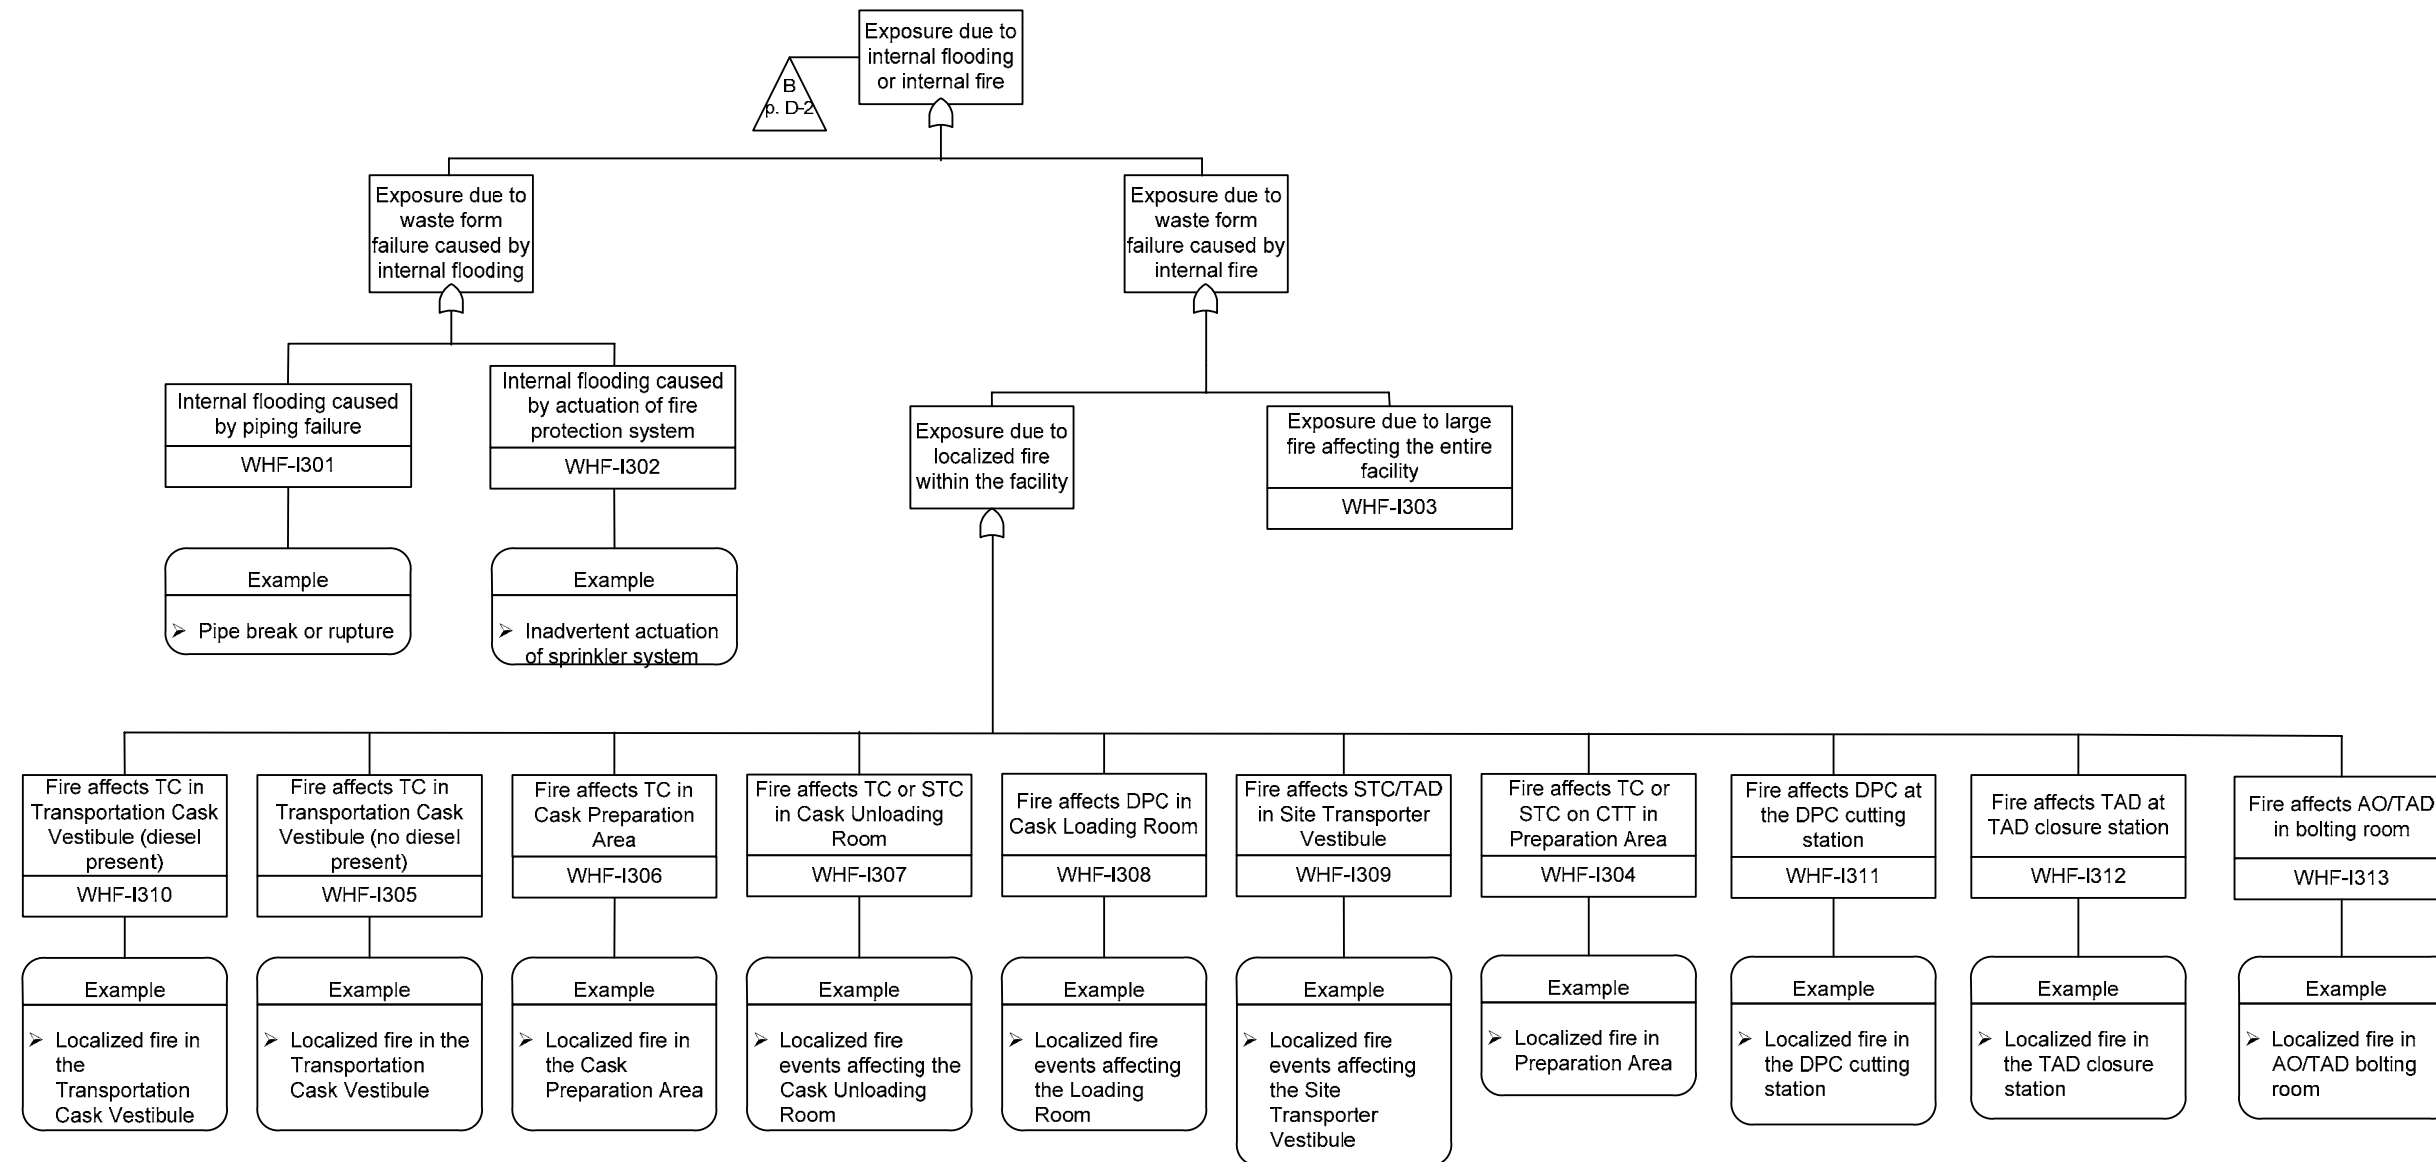 Exposure due to
internal flooding
or internal fire
B
p. D-2
Exposure due to
waste form
failure caused by
internal flooding
Exposure due to
waste form
failure caused by
internal fire
Internal flooding caused
by piping failure
WHF-I301
Internal flooding caused
by actuation of fire
protection system
WHF-I302
Exposure due to
localized fire
within the facility
Exposure due to large
fire affecting the entire
facility
WHF-I303
Example
➢ Pipe break or rupture
Example
➢ Inadvertent actuation
of sprinkler system
Fire affects TC in
Transportation Cask
Vestibule (diesel
present)
WHF-I310
Fire affects TC in
Transportation Cask
Vestibule (no diesel
present)
WHF-I305
Fire affects TC in
Cask Preparation
Area
WHF-I306
Fire affects TC or STC
in Cask Unloading
Room
WHF-I307
Fire affects DPC in
Cask Loading Room
WHF-I308
Fire affects STC/TAD
in Site Transporter
Vestibule
WHF-I309
Fire affects TC or
STC on CTT in
Preparation Area
WHF-I304
Fire affects DPC at
the DPC cutting
station
WHF-I311
Fire affects TAD at
TAD closure station
WHF-I312
Fire affects AO/TAD
in bolting room
WHF-I313
Example
➢ Localized fire in
the
Transportation
Cask Vestibule
Example
➢ Localized fire in the
Transportation
Cask Vestibule
Example
➢ Localized fire in
the Cask
Preparation Area
Example
➢ Localized fire
events affecting the
Cask Unloading
Room
Example
➢ Localized fire
events affecting
the Loading
Room
Example
➢ Localized fire
events affecting
the Site
Transporter
Vestibule
Example
➢ Localized fire in
Preparation Area
Example
➢ Localized fire in
the DPC cutting
station
Example
➢ Localized fire in
the TAD closure
station
Example
➢ Localized fire in
AO/TAD bolting
room